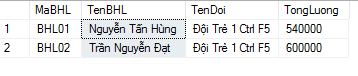 MaBHL TenBHL TenDoi TongLuong
1 BHL01 Nguyễn Tấn Hùng Đội Trẻ 1 Ctrl F5 540000
2 BHL02 Trần Nguyễn Đạt Đội Trẻ 1 Ctrl F5 600000